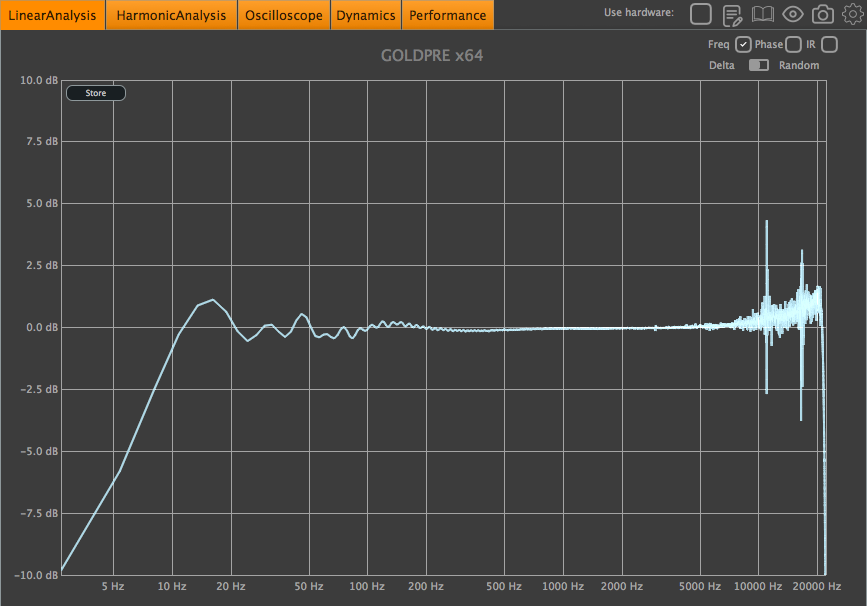 LinearAnalysis HarmonicAnalysis Oscilloscope Dynamics Performance Use hardware:
GOLDPRE x64
Freq Phase IR
Delta Random
Store
10.0 dB
7.5 dB
5.0 dB
2.5 dB
0.0 dB
-2.5 dB
-5.0 dB
-7.5 dB
-10.0 dB
5 Hz 10 Hz 20 Hz 50 Hz 100 Hz 200 Hz 500 Hz 1000 Hz 2000 Hz 5000 Hz 10000 Hz 20000 Hz